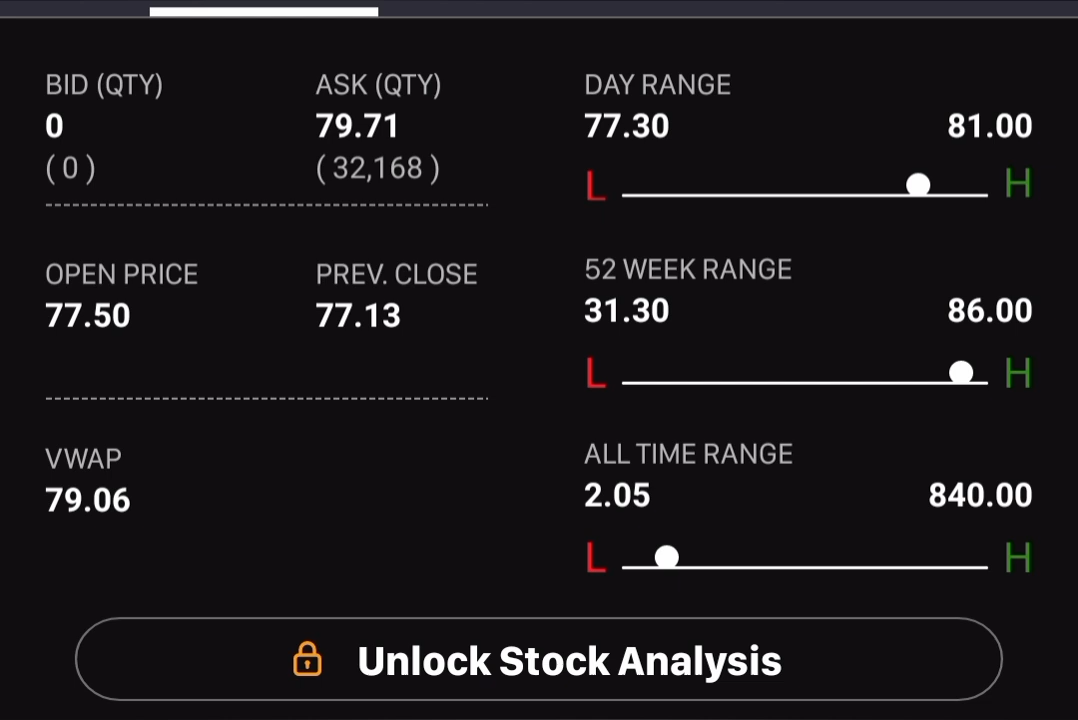 BID (QTY) ASK (QTY) DAY RANGE
0 79.71 77.30 81.00
( 0 ) ( 32,168 )
L H
OPEN PRICE PREV. CLOSE 52 WEEK RANGE
77.50 77.13 31.30 86.00
L H
VWAP ALL TIME RANGE
79.06 2.05 840.00
L H
Unlock Stock Analysis